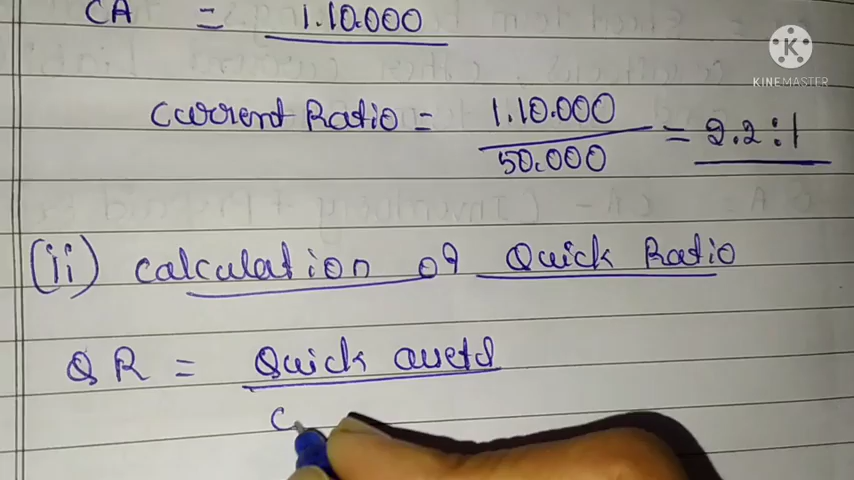 CA = 1.10.000
K
KINEMASTER
Current Ratio = 1.10.000
50.000
= 2.2:1
(ii) Calculation of Quick Ratio
QR = Quick assets
C